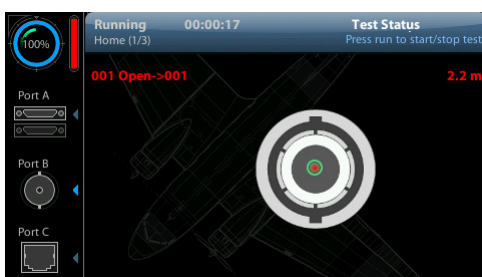 100%
Running 00:00:17 Test Status
Home (1/3) Press run to start/stop test
001 Open->001 2.2 m
Port A
Port B
Port C